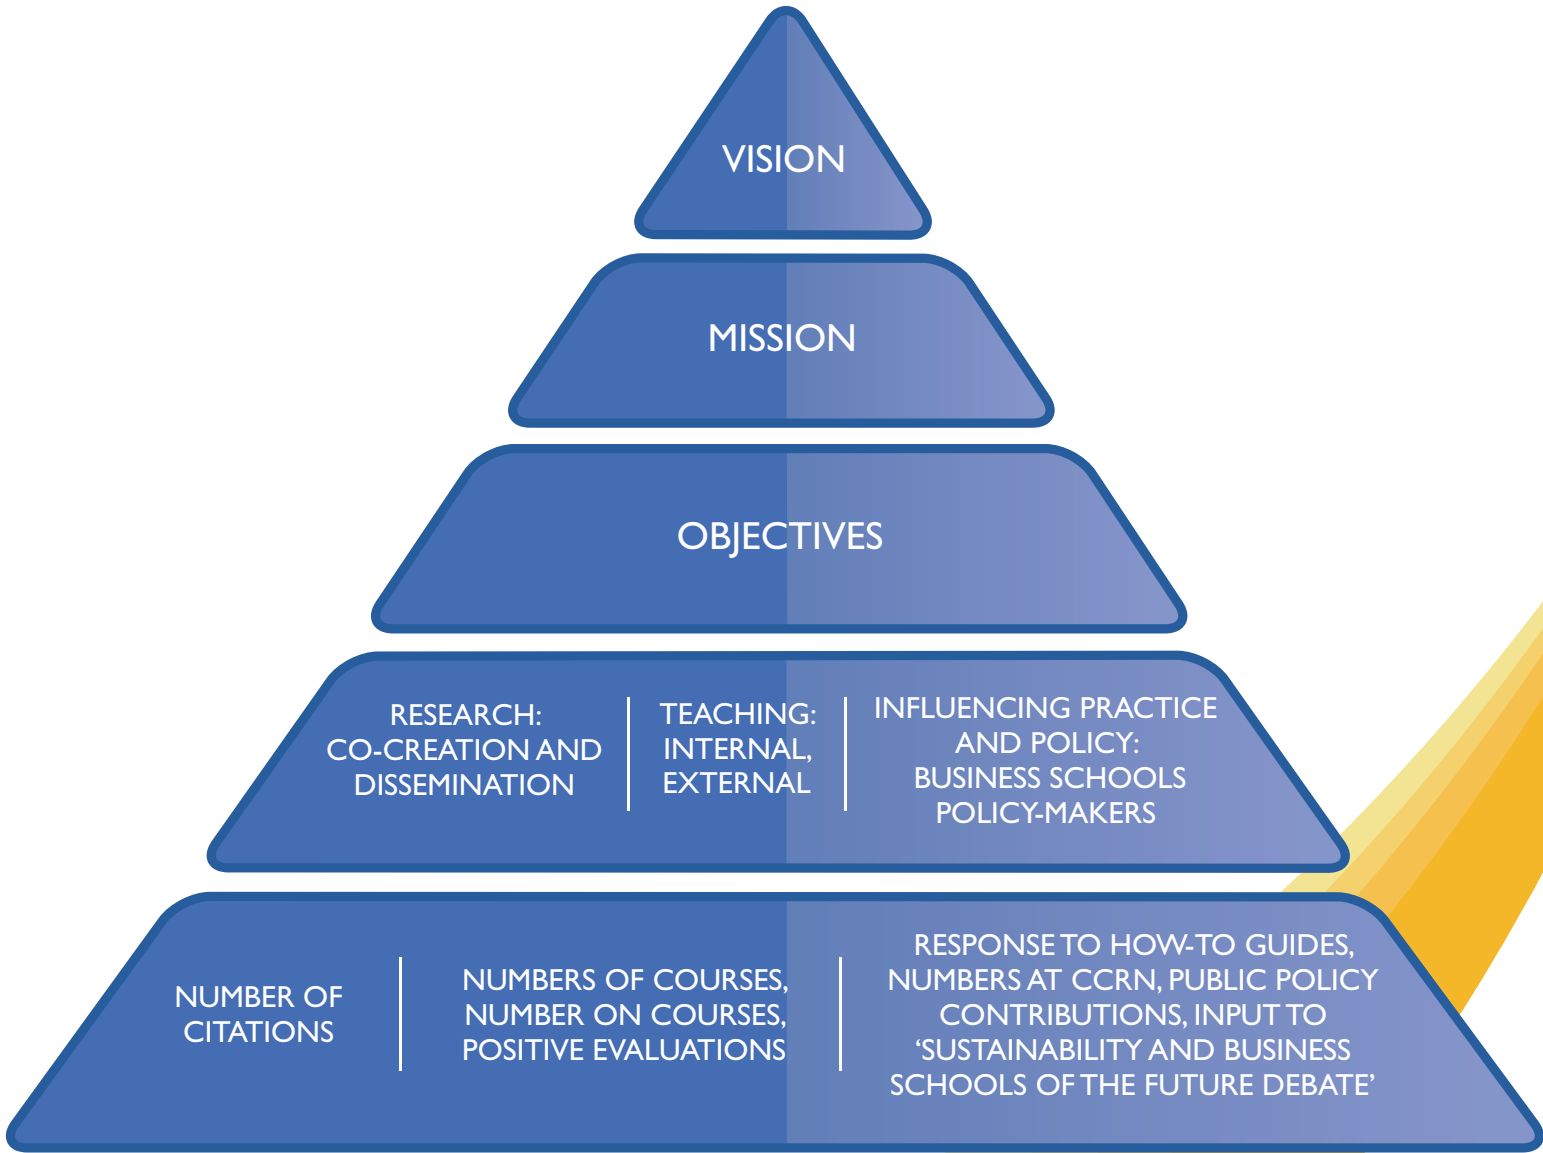 VISION
MISSION
OBJECTIVES
RESEARCH:
CO-CREATION AND
DISSEMINATION
TEACHING:
INTERNAL,
EXTERNAL
INFLUENCING PRACTICE
AND POLICY:
BUSINESS SCHOOLS
POLICY-MAKERS
NUMBER OF
CITATIONS
NUMBERS OF COURSES,
NUMBER ON COURSES,
POSITIVE EVALUATIONS
RESPONSE TO HOW-TO GUIDES,
NUMBERS AT CCRN, PUBLIC POLICY
CONTRIBUTIONS, INPUT TO
‘SUSTAINABILITY AND BUSINESS
SCHOOLS OF THE FUTURE DEBATE’